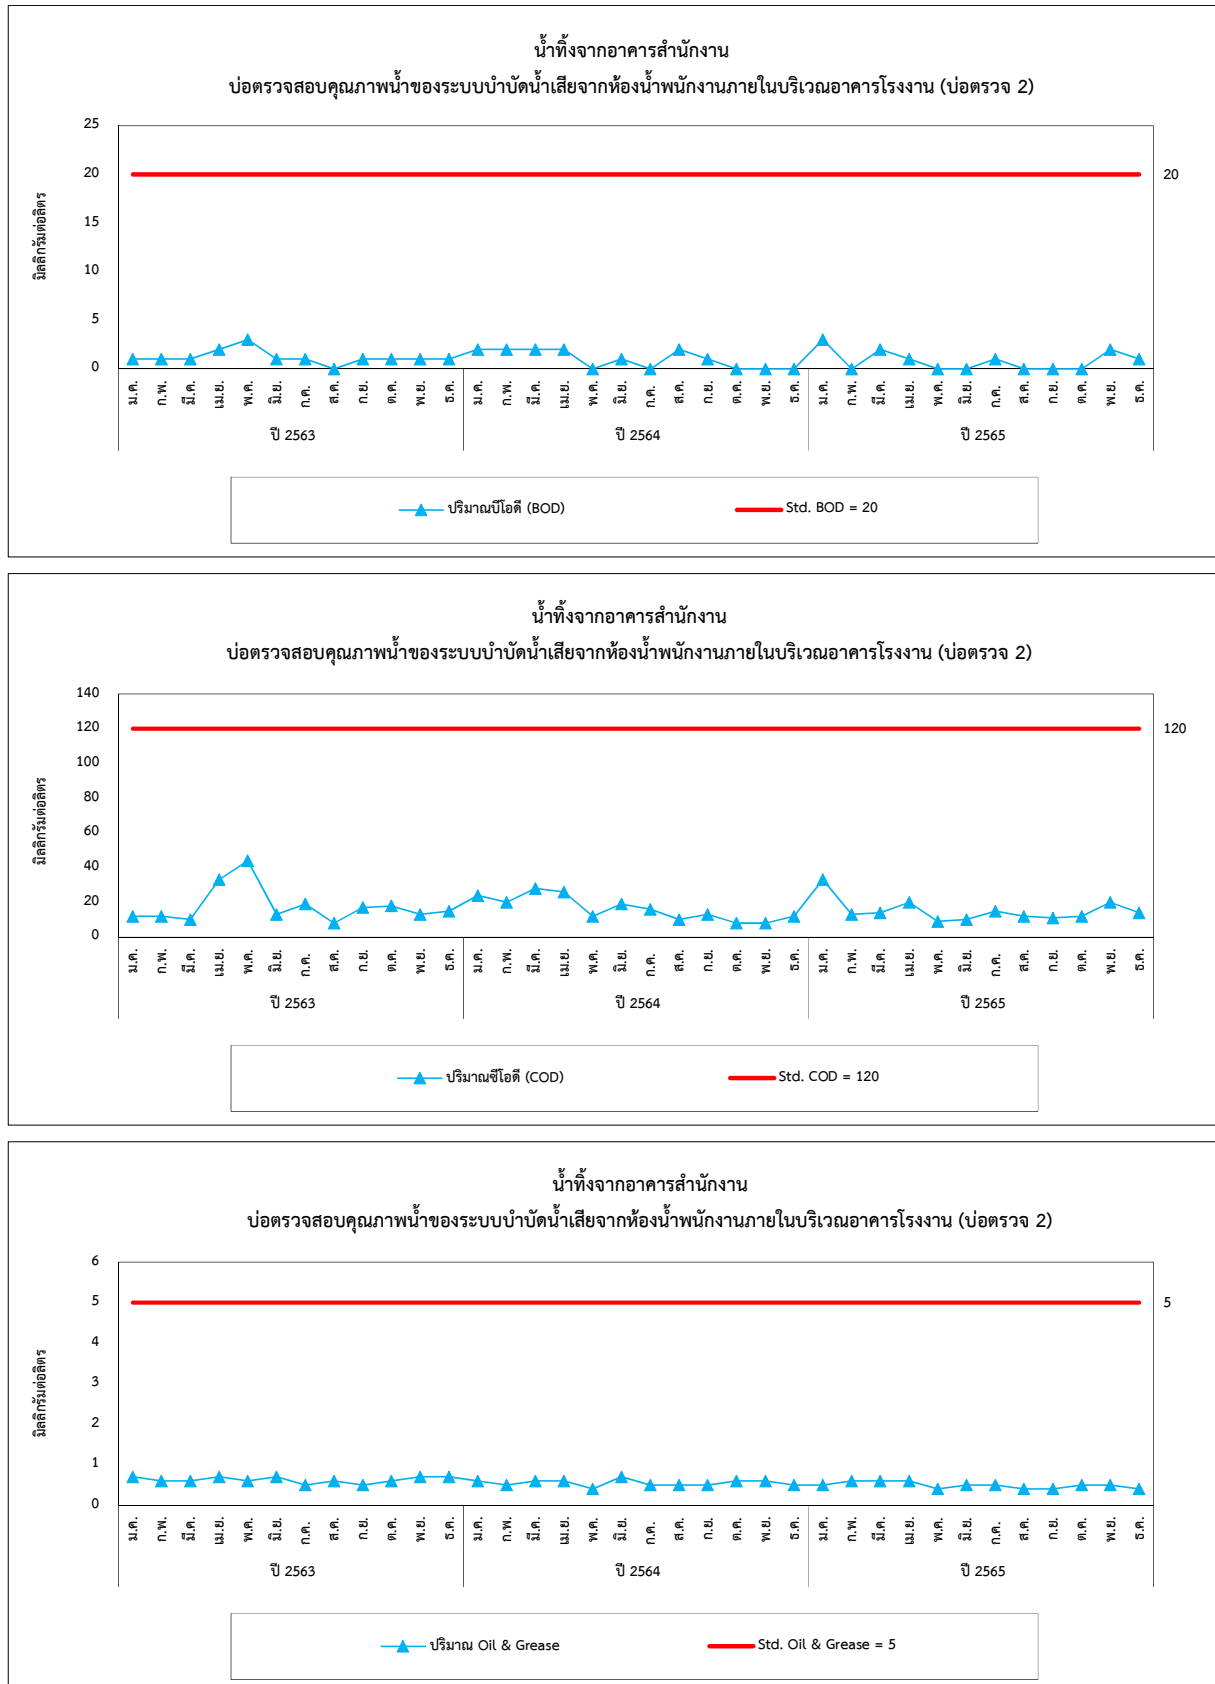 น้ำทิ้งจากอาคารสำนักงาน
บ่อตรวจสอบคุณภาพน้ำของระบบบำบัดน้ำเสียจากห้องน้ำพนักงานภายในบริเวณอาคารโรงงาน (บ่อตรวจ 2)
มิลลิกรัมต่อลิตร
25
20
15
10
5
0
20
ม.ค. ก.พ. มี.ค. เม.ย. พ.ค. มิ.ย. ก.ค. ส.ค. ก.ย. ต.ค. พ.ย. ธ.ค. ม.ค. ก.พ. มี.ค. เม.ย. พ.ค. มิ.ย. ก.ค. ส.ค. ก.ย. ต.ค. พ.ย. ธ.ค. ม.ค. ก.พ. มี.ค. เม.ย. พ.ค. มิ.ย. ก.ค. ส.ค. ก.ย. ต.ค. พ.ย. ธ.ค.
ปี 2563 ปี 2564 ปี 2565
ปริมาณบีโอดี (BOD) Std. BOD = 20
น้ำทิ้งจากอาคารสำนักงาน
บ่อตรวจสอบคุณภาพน้ำของระบบบำบัดน้ำเสียจากห้องน้ำพนักงานภายในบริเวณอาคารโรงงาน (บ่อตรวจ 2)
มิลลิกรัมต่อลิตร
140
120
100
80
60
40
20
0
120
ม.ค. ก.พ. มี.ค. เม.ย. พ.ค. มิ.ย. ก.ค. ส.ค. ก.ย. ต.ค. พ.ย. ธ.ค. ม.ค. ก.พ. มี.ค. เม.ย. พ.ค. มิ.ย. ก.ค. ส.ค. ก.ย. ต.ค. พ.ย. ธ.ค. ม.ค. ก.พ. มี.ค. เม.ย. พ.ค. มิ.ย. ก.ค. ส.ค. ก.ย. ต.ค. พ.ย. ธ.ค.
ปี 2563 ปี 2564 ปี 2565
ปริมาณซีโอดี (COD) Std. COD = 120
น้ำทิ้งจากอาคารสำนักงาน
บ่อตรวจสอบคุณภาพน้ำของระบบบำบัดน้ำเสียจากห้องน้ำพนักงานภายในบริเวณอาคารโรงงาน (บ่อตรวจ 2)
มิลลิกรัมต่อลิตร
6
5
4
3
2
1
0
5
ม.ค. ก.พ. มี.ค. เม.ย. พ.ค. มิ.ย. ก.ค. ส.ค. ก.ย. ต.ค. พ.ย. ธ.ค. ม.ค. ก.พ. มี.ค. เม.ย. พ.ค. มิ.ย. ก.ค. ส.ค. ก.ย. ต.ค. พ.ย. ธ.ค. ม.ค. ก.พ. มี.ค. เม.ย. พ.ค. มิ.ย. ก.ค. ส.ค. ก.ย. ต.ค. พ.ย. ธ.ค.
ปี 2563 ปี 2564 ปี 2565
ปริมาณ Oil & Grease Std. Oil & Grease = 5